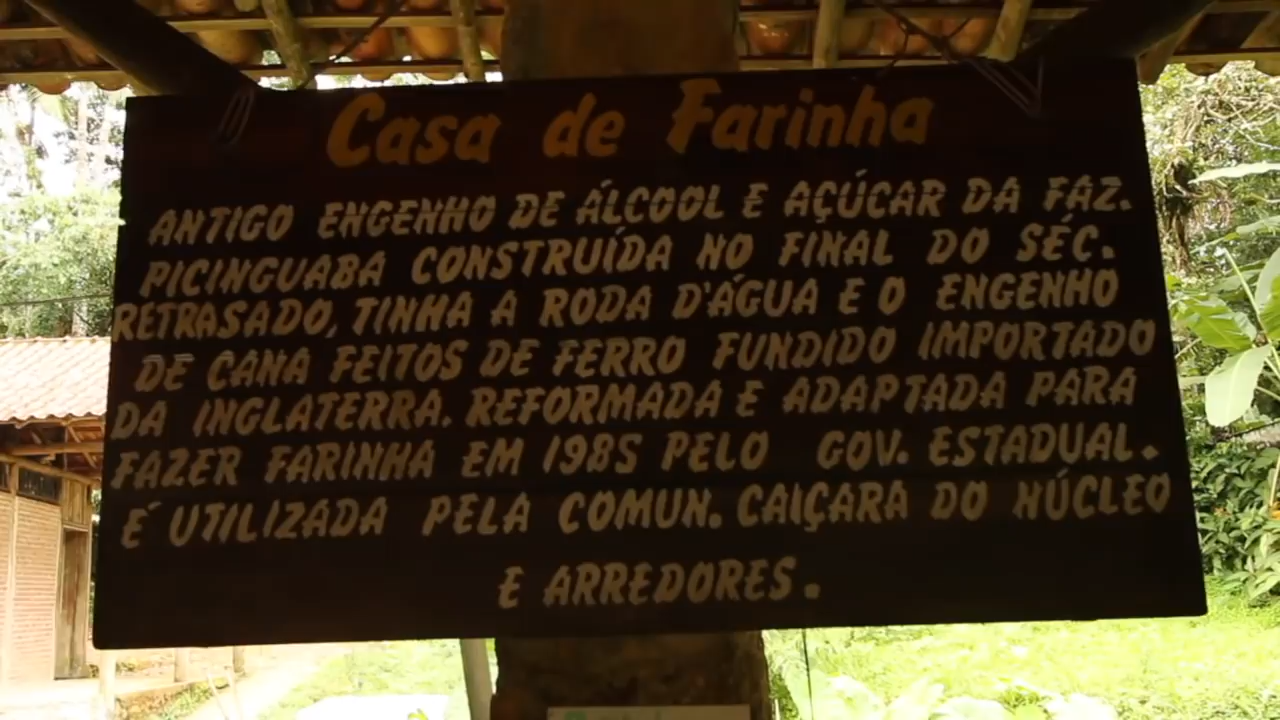 Casa de Farinha
ANTIGO ENGENHO DE ÁLCOOL E AÇÚCAR DA FAZ.
PICINGUABA CONSTRUÍDA NO FINAL DO SÉC.
RETRASADO, TINHA A RODA D'ÁGUA E O ENGENHO
DE CANA FEITOS DE FERRO FUNDIDO IMPORTADO
DA INGLATERRA. REFORMADA E ADAPTADA PARA
FAZER FARINHA EM 1985 PELO GOV. ESTADUAL.
É UTILIZADA PELA COMUN. CAIÇARA DO NÚCLEO
E ARREDORES.